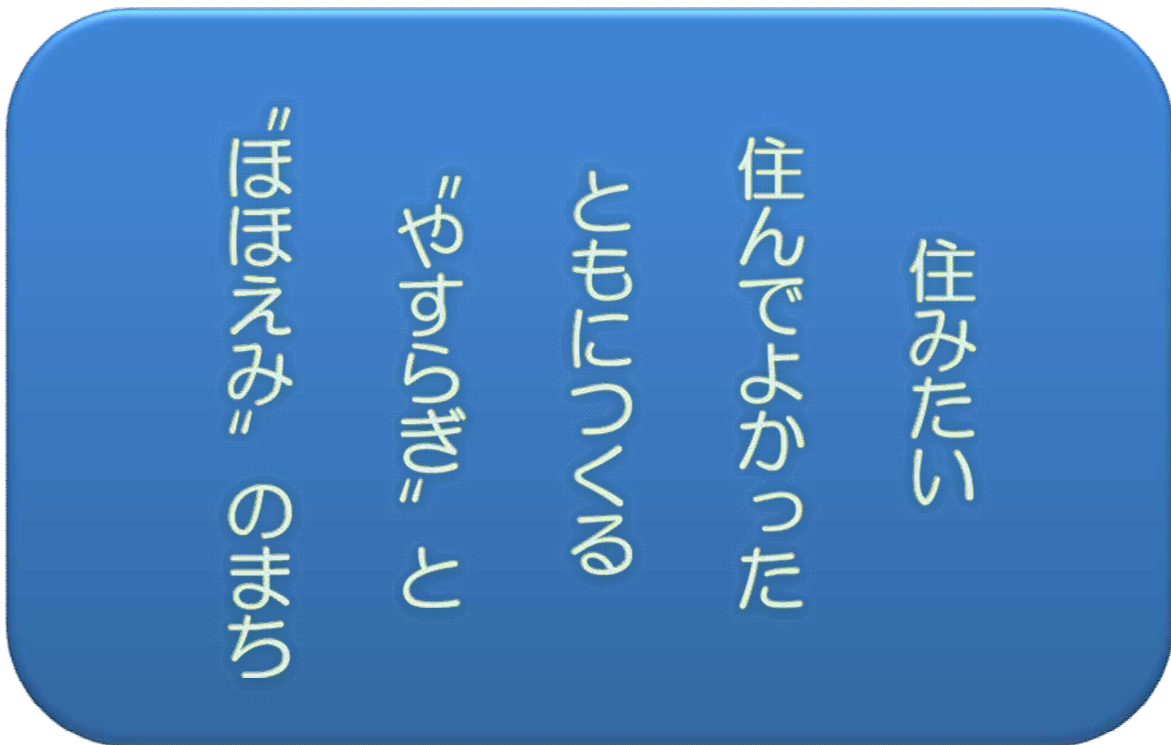 住みたい
住んでよかった
ともにつくる
〝やすらぎ〟と
〝ほほえみ〟のまち